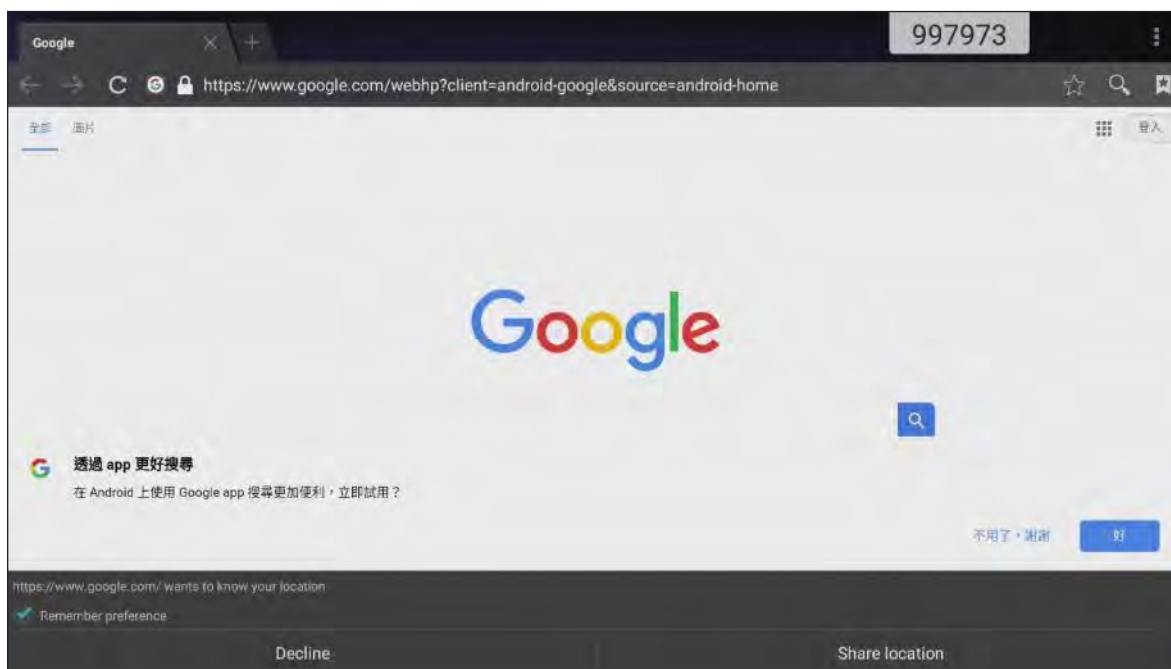 Google
997973
https://www.google.com/webhp?client=android-google&source=android-home
全部 圖片
登入
Google
透過 app 更好搜尋
在 Android 上使用 Google app 搜尋更加便利，立即試用？
不用了，謝謝 好
https://www.google.com/ wants to know your location
Remember preference
Decline Share location